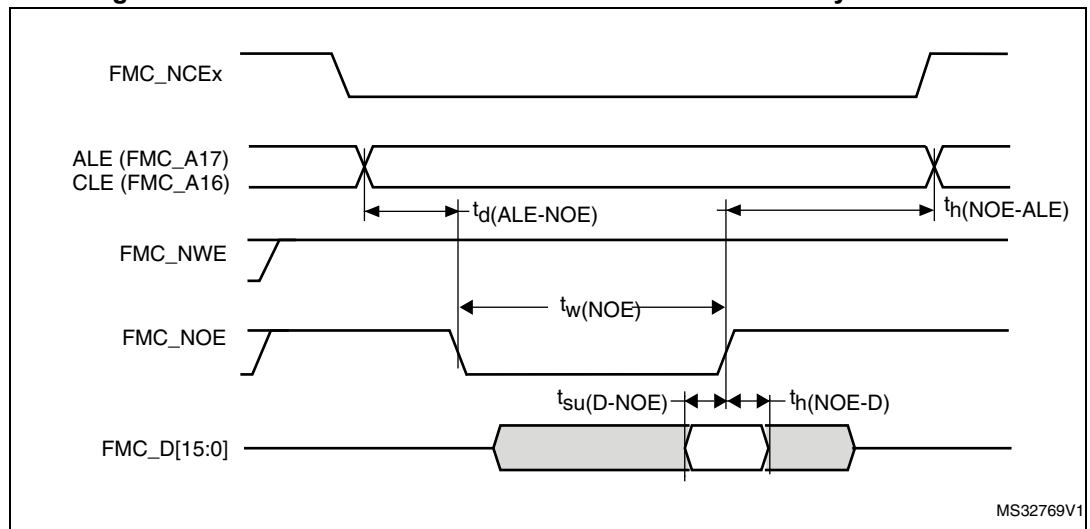 FMC_NCEx
ALE (FMC_A17)
CLE (FMC_A16)
td(ALE-NOE)
th(NOE-ALE)
FMC_NWE
tw(NOE)
FMC_NOE
tsu(D-NOE)
th(NOE-D)
FMC_D[15:0]
MS32769V1